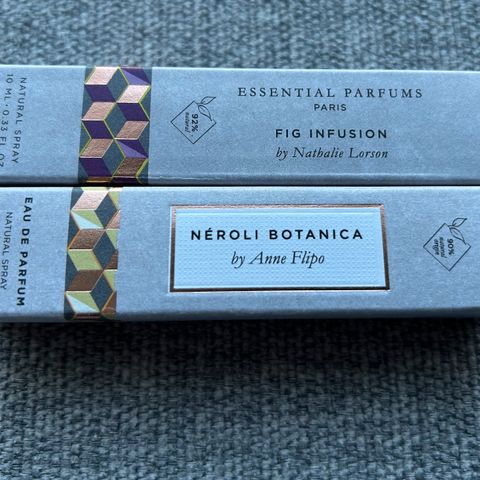 NATURAL SPRAY
10 ML · 0.33 FL. OZ
92%
natural
ESSENTIAL PARFUMS
PARIS
FIG INFUSION
by Nathalie Lorson
EAU DE PARFUM
NATURAL SPRAY
NÉROLI BOTANICA
by Anne Flipo
90%
natural
origin